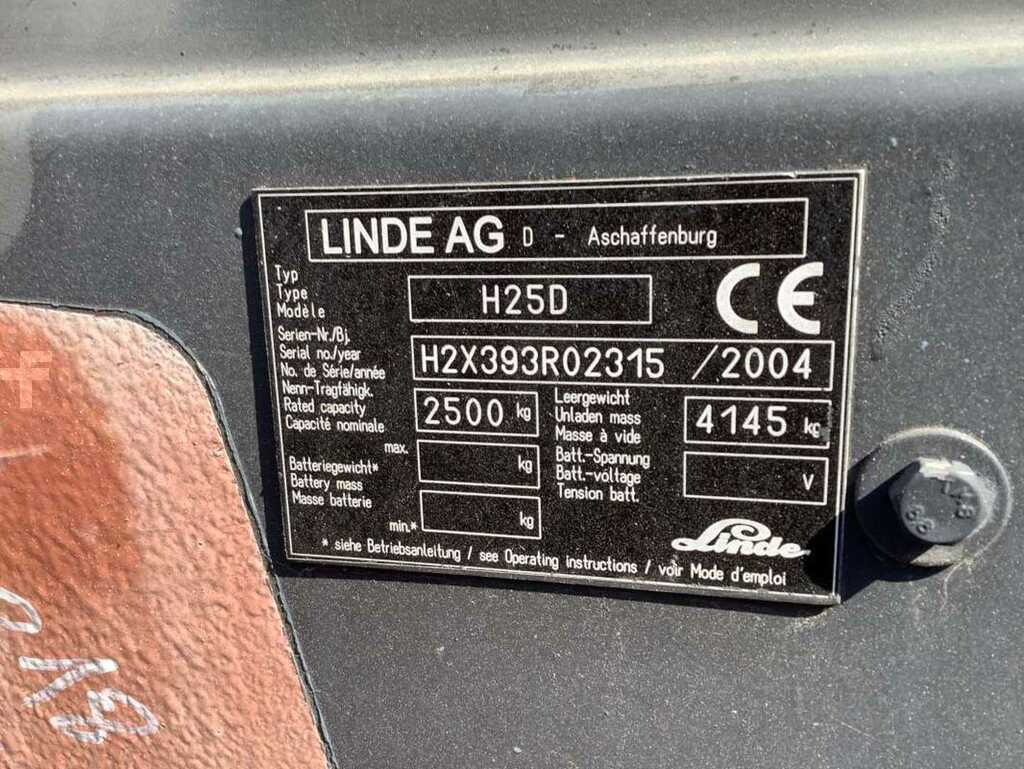 LINDE AG D - Aschaffenburg
Typ
Type
Modèle
H25D
CE
Serien-Nr./Bj.
Serial no./year
No. de Série/année
H2X393R02315 / 2004
Nenn-Tragfähigk.
Rated capacity
Capacité nominale
2500 kg
Leergewicht
Unladen mass
Masse à vide
4145 kg
max.
kg
Batteriegewicht*
Battery mass
Masse batterie
min.*
kg
Batt.-Spannung
Batt.-voltage
Tension batt.
V
Linde
* siehe Betriebsanleitung / see Operating instructions / voir Mode d'emploi
8.8